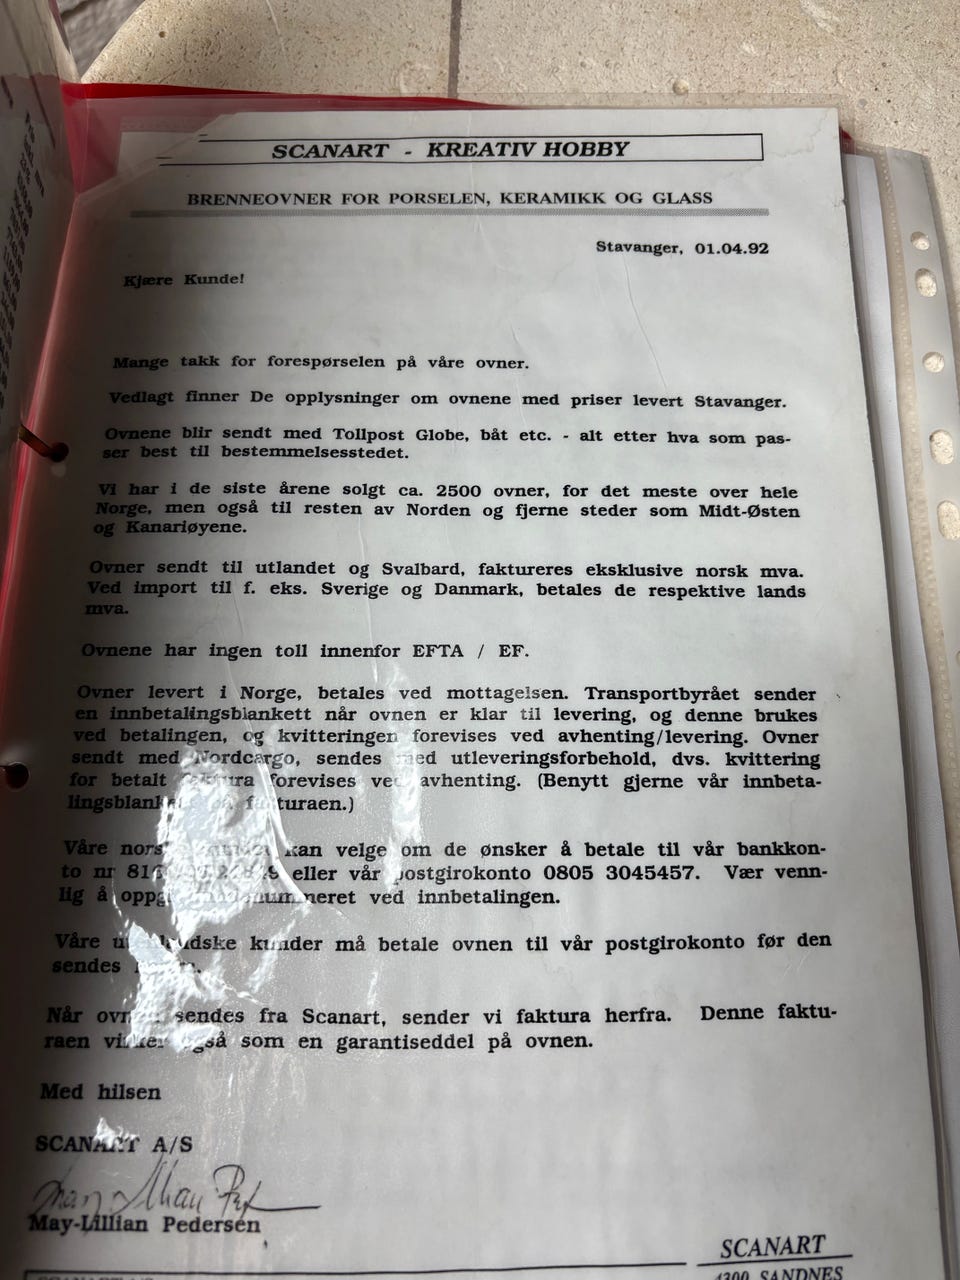 SCANART - KREATIV HOBBY
BRENNEOVNER FOR PORSELEN, KERAMIKK OG GLASS
Stavanger, 01.04.92
Kjære Kunde!
Mange takk for forespørselen på våre ovner.
Vedlagt finner De opplysninger om ovnene med priser levert Stavanger.
Ovnene blir sendt med Tollpost Globe, båt etc. - alt etter hva som pas-
ser best til bestemmelsesstedet.
Vi har i de siste årene solgt ca. 2500 ovner, for det meste over hele
Norge, men også til resten av Norden og fjerne steder som Midt-Østen
og Kanariøyene.
Ovner sendt til utlandet og Svalbard, faktureres eksklusive norsk mva.
Ved import til f. eks. Sverige og Danmark, betales de respektive lands
mva.
Ovnene har ingen toll innenfor EFTA / EF.
Ovner levert i Norge, betales ved mottagelsen. Transportbyrået sender
en innbetalingsblankett når ovnen er klar til levering, og denne brukes
ved betalingen, og kvitteringen forevises ved avhenting/levering. Ovner
sendt med Nordcargo, sendes med utleveringsforbehold, dvs. kvittering
for betalt faktura forevises ved avhenting. (Benytt gjerne vår innbeta-
lingsblankett på fakturaen.)
Våre kan velge om de ønsker å betale til vår bankkon-
to nr eller vår postgirokonto 0805 3045457. Vær venn-
lig å ved innbetalingen.
Våre utenlandske kunder må betale ovnen til vår postgirokonto før den
sendes
Når ovnen sendes fra Scanart, sender vi faktura herfra. Denne faktu-
raen virker også som en garantiseddel på ovnen.
Med hilsen
SCANART A/S
May-Lillian Pedersen
SCANART
4300 SANDNES